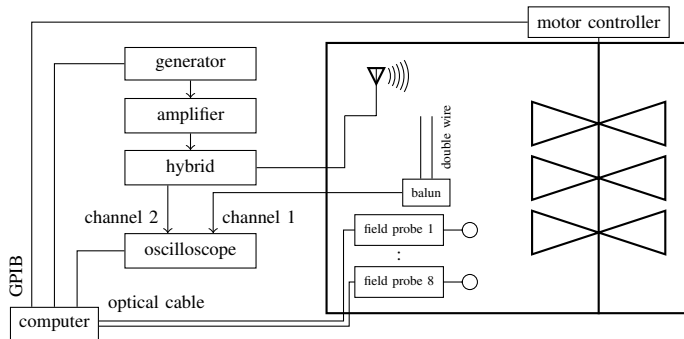 motor controller
generator
amplifier
double wire
hybrid
balun
channel 2
channel 1
field probe 1
oscilloscope
:
GPIB
field probe 8
optical cable
computer